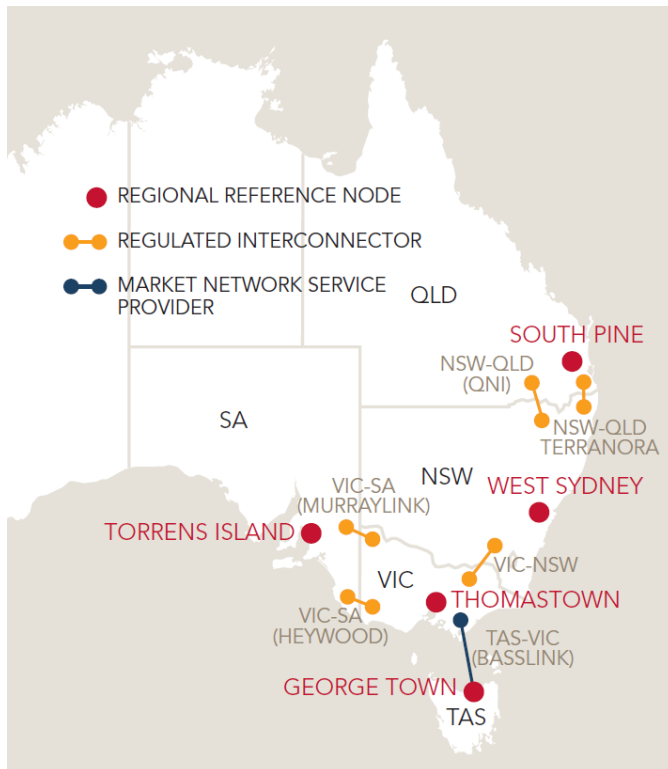 REGIONAL REFERENCE NODE
REGULATED INTERCONNECTOR
MARKET NETWORK SERVICE
PROVIDER
QLD
SOUTH PINE
NSW-QLD
(QNI)
NSW-QLD
TERRANORA
SA
NSW
WEST SYDNEY
VIC-SA
(MURRAYLINK)
TORRENS ISLAND
VIC-NSW
VIC
THOMASTOWN
VIC-SA
(HEYWOOD)
TAS-VIC
(BASSLINK)
GEORGE TOWN
TAS